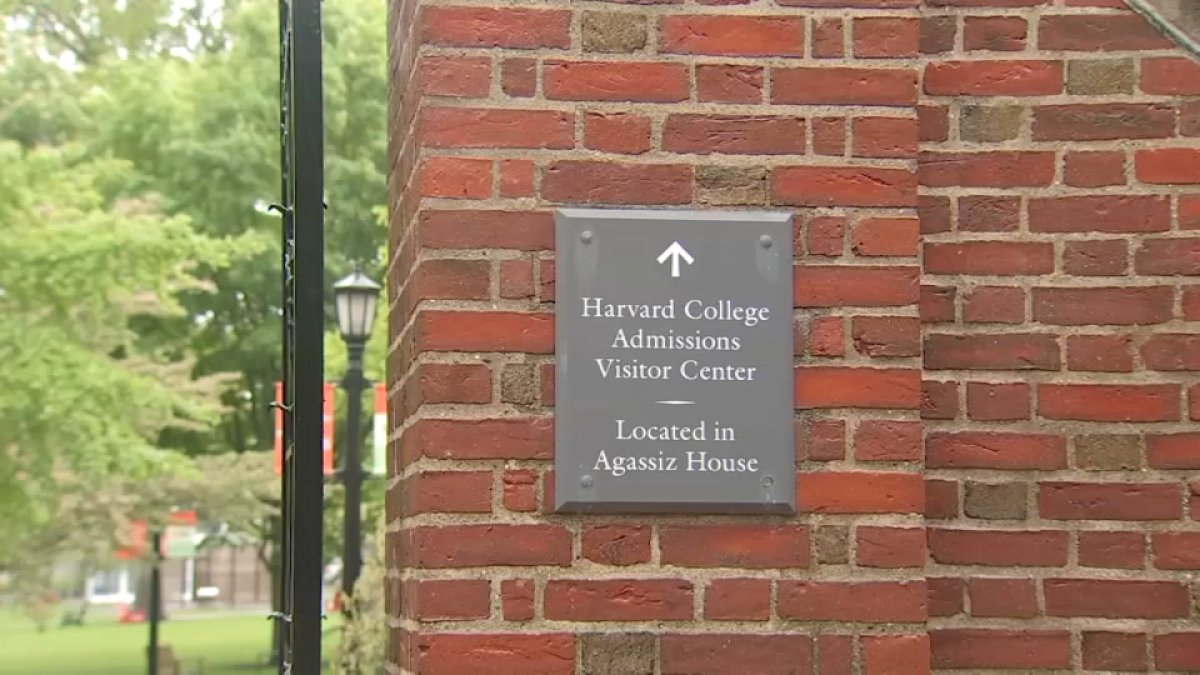 Harvard College
Admissions
Visitor Center
Located in
Agassiz House